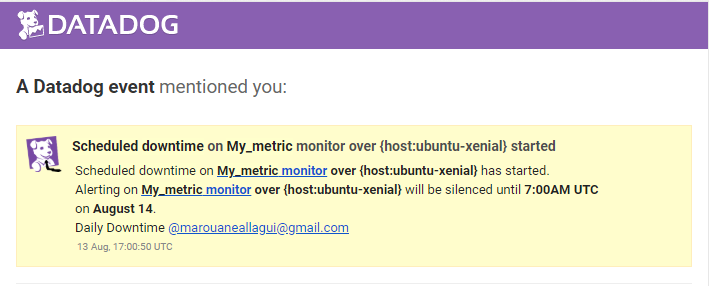 DATADOG
A Datadog event mentioned you:
Scheduled downtime on My_metric monitor over {host:ubuntu-xenial} started
Scheduled downtime on My_metric monitor over {host:ubuntu-xenial} has started.
Alerting on My_metric monitor over {host:ubuntu-xenial} will be silenced until 7:00AM UTC
on August 14.
Daily Downtime @marouaneallagui@gmail.com
13 Aug, 17:00:50 UTC